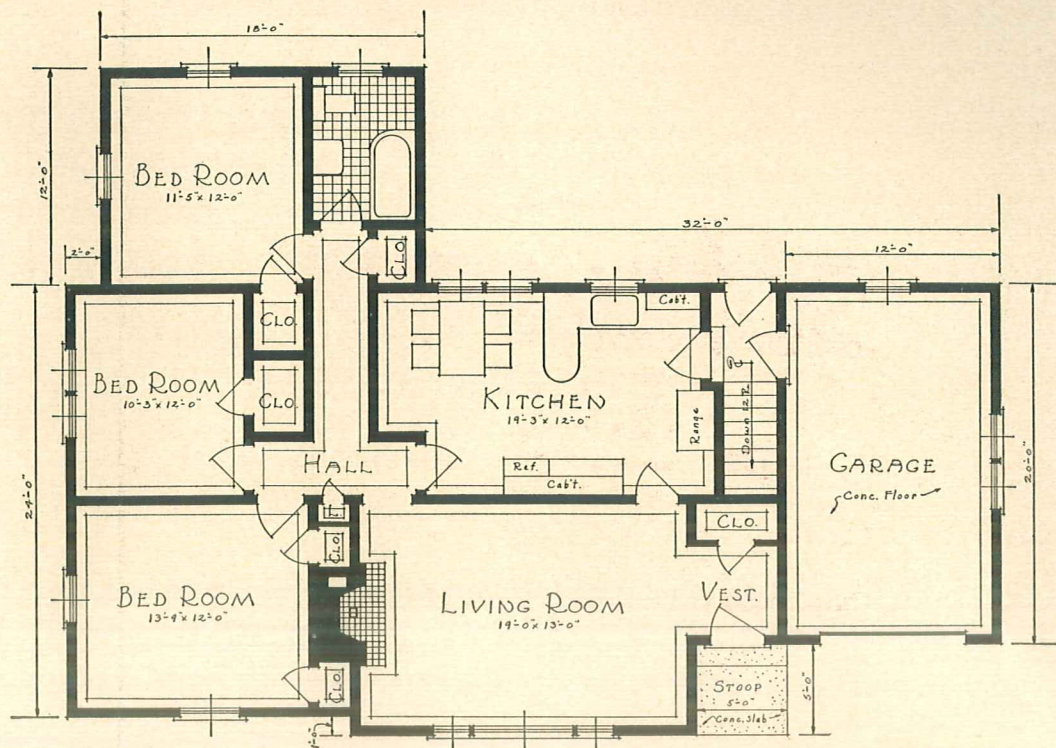 18'-0"
12'-0"
BED ROOM
11'-5" x 12'-0"
2'-0"
CLO.
32'-0"
12'-0"
Cab't.
CLO.
BED ROOM
10'-3" x 12'-0"
CLO.
KITCHEN
19'-3" x 12'-0"
Range
Down 12 R.
HALL
Ref.
Cab't.
GARAGE
Conc. Floor
20'-0"
24'-0"
CLO.
CLO.
BED ROOM
13'-9" x 12'-0"
LIVING ROOM
19'-0" x 13'-0"
VEST.
CLO.
STOOP
5'-0"
Conc. Slab
5'-0"
1'-0"